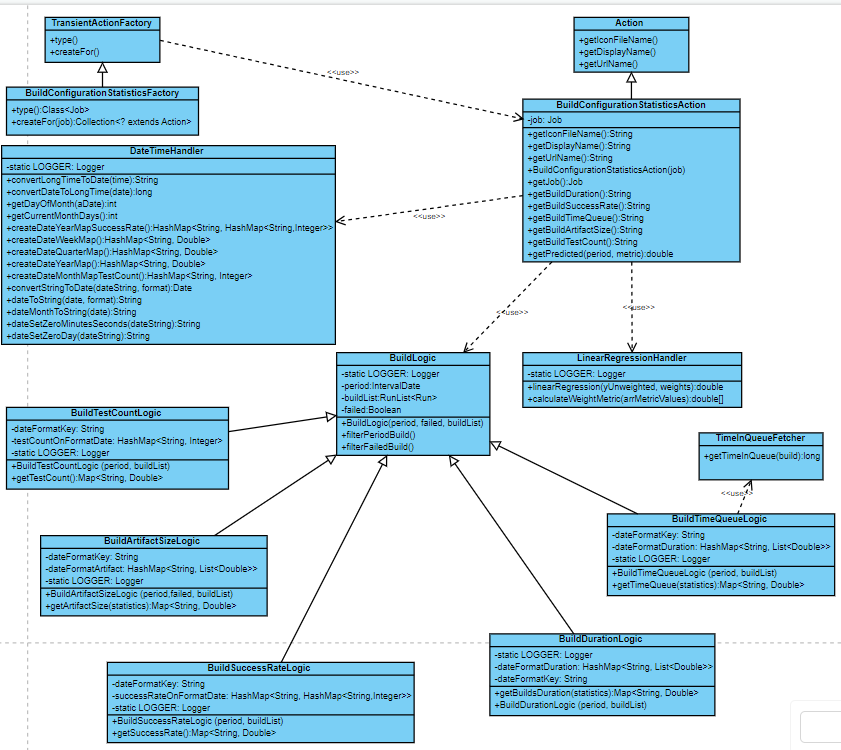 TransientActionFactory
+type()
+createFor()
Action
+getIconFileName()
+getDisplayName()
+getUrlName()
<<use>>
BuildConfigurationStatisticsFactory
+type():Class<Job>
+createFor(job):Collection<? extends Action>
BuildConfigurationStatisticsAction
-job: Job
+getIconFileName():String
+getDisplayName():String
+getUrlName():String
+BuildConfigurationStatisticsAction(job)
+getJob():Job
+getBuildDuration():String
+getBuildSuccessRate():String
+getBuildTimeQueue():String
+getBuildArtifactSize():String
+getBuildTestCount():String
+getPredicted(period, metric):double
DateTimeHandler
-static LOGGER: Logger
+convertLongTimeToDate(time):String
+convertDateToLongTime(date):long
+getDayOfMonth(aDate):int
+getCurrentMonthDays():int
+createDateYearMapSuccessRate():HashMap<String, HashMap<String,Integer>>
+createDateWeekMap():HashMap<String, Double>
+createDateQuarterMap():HashMap<String, Double>
+createDateYearMap():HashMap<String, Double>
+createDateMonthMapTestCount():HashMap<String, Integer>
+convertStringToDate(dateString, format):Date
+dateToString(date, format):String
+dateMonthToString(date):String
+dateSetZeroMinutesSeconds(dateString):String
+dateSetZeroDay(dateString):String
<<use>>
<<use>>
<<use>>
BuildLogic
-static LOGGER: Logger
-period:IntervalDate
-buildList:RunList<Run>
-failed:Boolean
+BuildLogic(period, failed, buildList)
+filterPeriodBuild()
+filterFailedBuild()
LinearRegressionHandler
-static LOGGER: Logger
+linearRegression(yUnweighted, weights):double
+calculateWeightMetric(arrMetricValues):double[]
BuildTestCountLogic
-dateFormatKey: String
-testCountOnFormatDate: HashMap<String, Integer>
-static LOGGER: Logger
+BuildTestCountLogic (period, buildList)
+getTestCount():Map<String, Double>
TimeInQueueFetcher
+getTimeInQueue(build):long
<<use>>
BuildTimeQueueLogic
-dateFormatKey: String
-dateFormatDuration: HashMap<String, List<Double>>
-static LOGGER: Logger
+BuildTimeQueueLogic (period, buildList)
+getTimeQueue(statistics):Map<String, Double>
BuildArtifactSizeLogic
-dateFormatKey: String
-dateFormatArtifact: HashMap<String, List<Double>>
-static LOGGER: Logger
+BuildArtifactSizeLogic (period,failed, buildList)
+getArtifactSize(statistics):Map<String, Double>
BuildDurationLogic
-static LOGGER: Logger
-dateFormatDuration: HashMap<String, List<Double>>
-dateFormatKey: String
+getBuildsDuration(statistics):Map<String, Double>
+BuildDurationLogic (period, buildList)
BuildSuccessRateLogic
-dateFormatKey: String
-successRateOnFormatDate: HashMap<String, HashMap<String,Integer>>
-static LOGGER: Logger
+BuildSuccessRateLogic (period, buildList)
+getSuccessRate():Map<String, Double>